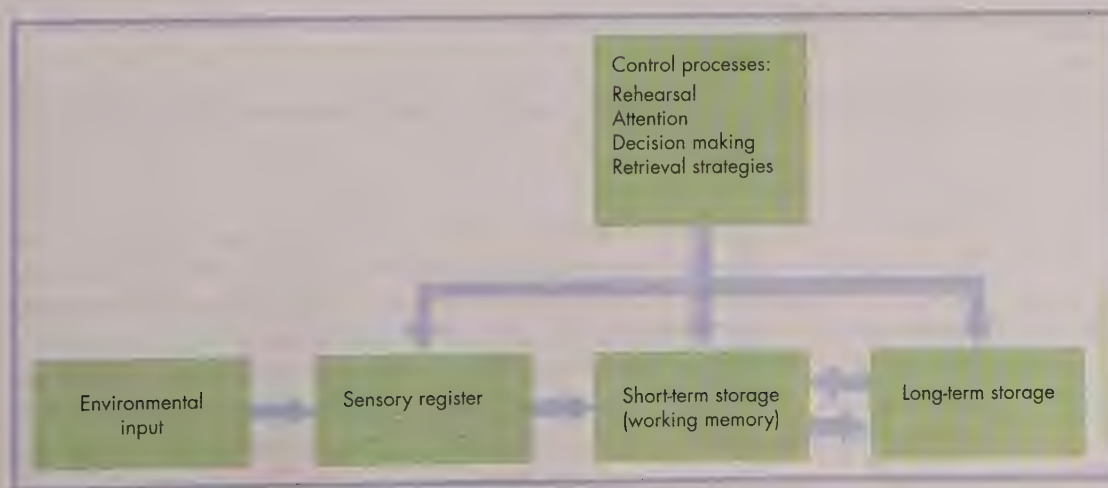 Control processes:
Rehearsal
Attention
Decision making
Retrieval strategies
Environmental
input
Sensory register
Short-term storage
(working memory)
Long-term storage